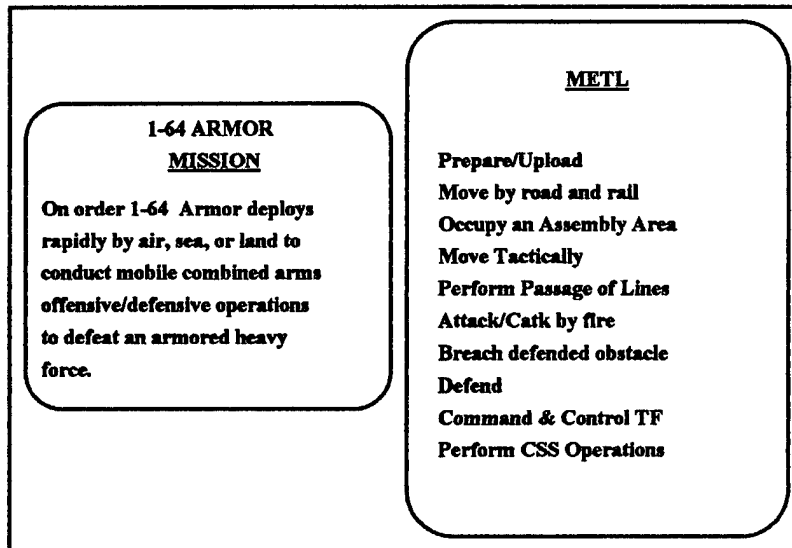 1-64 ARMOR
MISSION
On order 1-64 Armor deploys
rapidly by air, sea, or land to
conduct mobile combined arms
offensive/defensive operations
to defeat an armored heavy
force.
METL
Prepare/Upload
Move by road and rail
Occupy an Assembly Area
Move Tactically
Perform Passage of Lines
Attack/Catk by fire
Breach defended obstacle
Defend
Command & Control TF
Perform CSS Operations